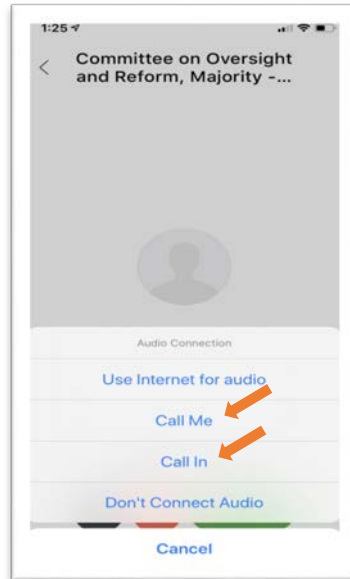 1:25
Committee on Oversight
and Reform, Majority -...
Audio Connection
Use Internet for audio
Call Me
Call In
Don't Connect Audio
Cancel